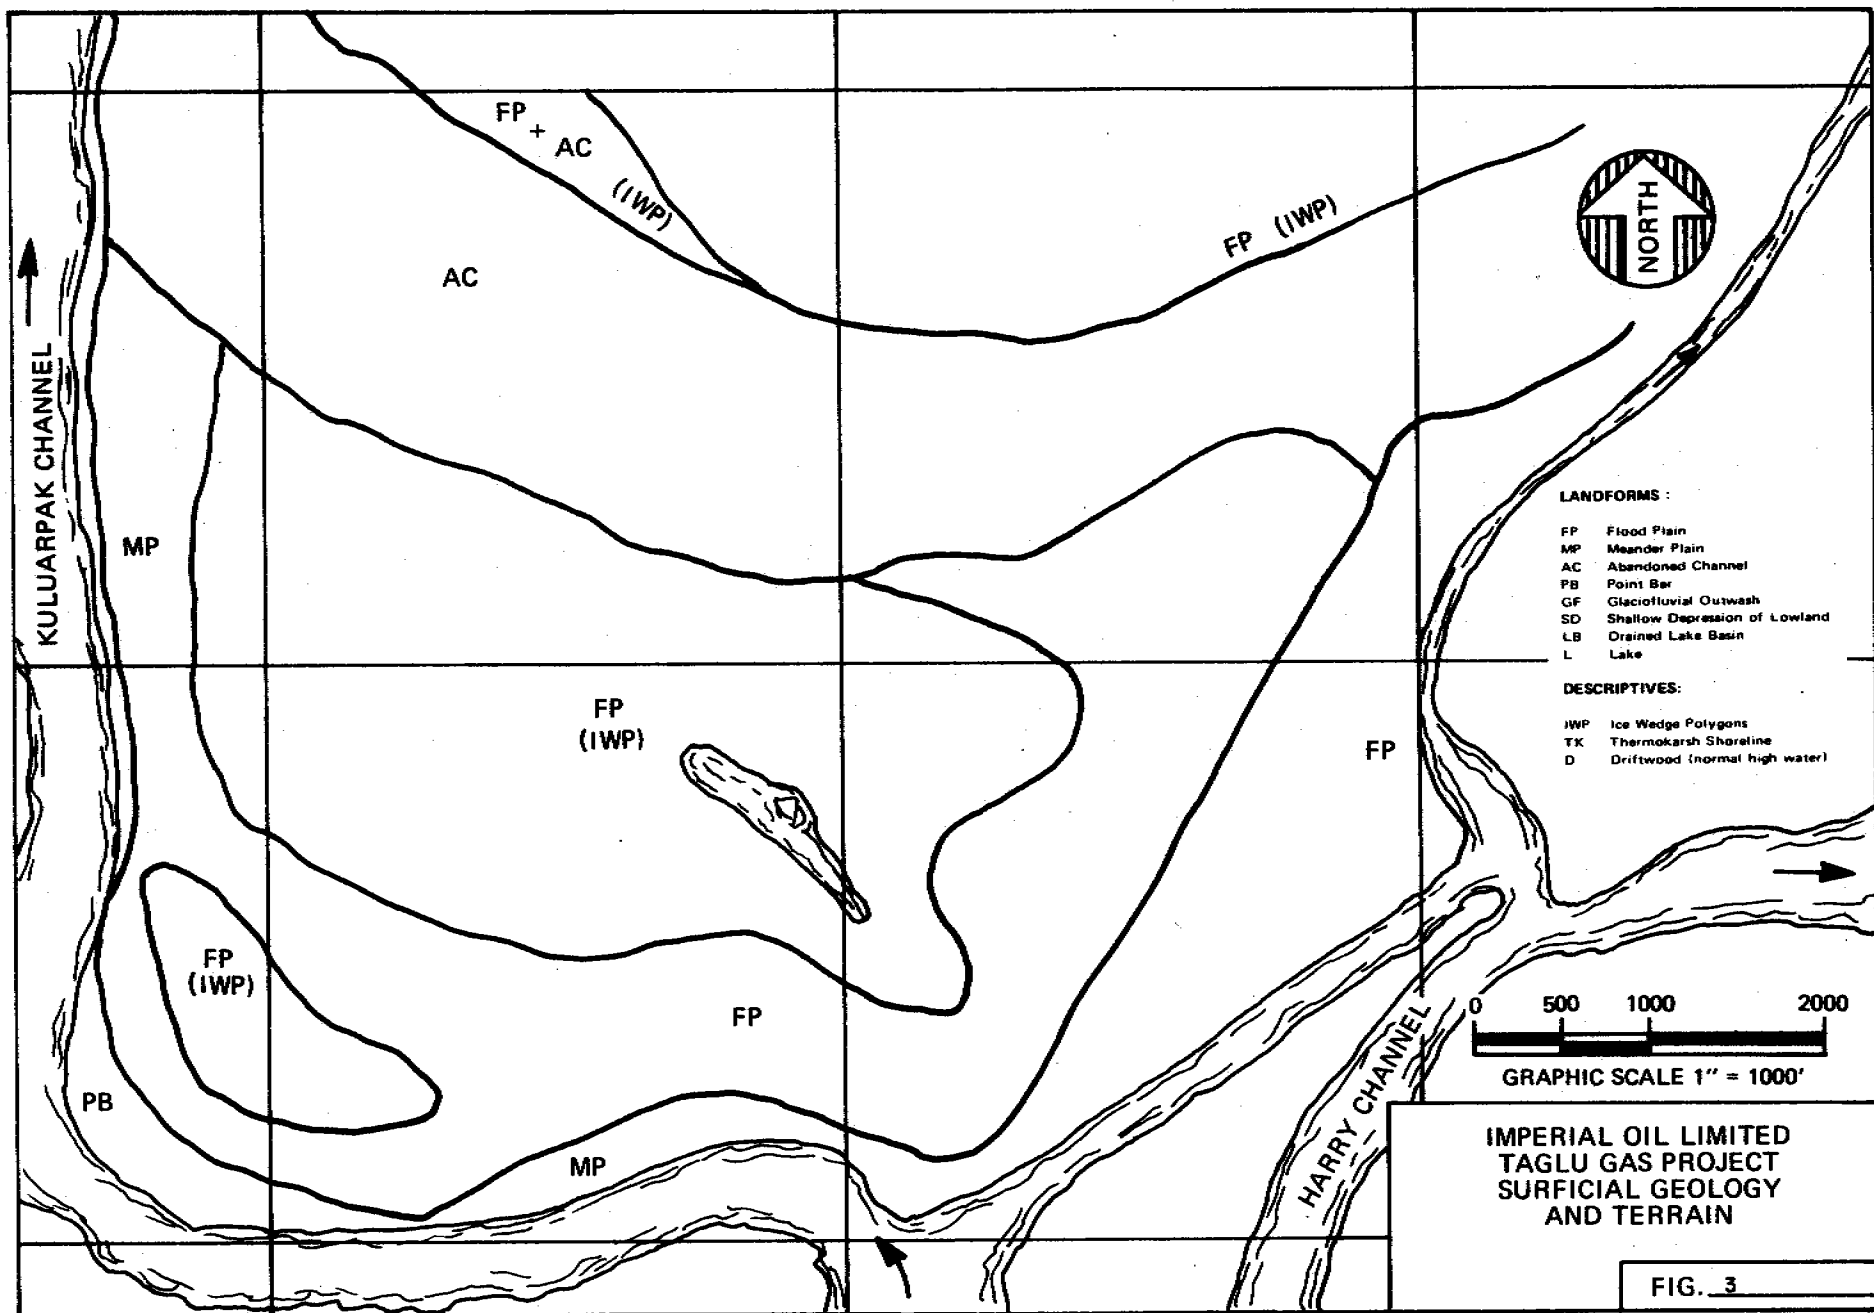 FP
+
AC
(IWP)
FP (IWP)
NORTH
AC
KULUARPAK CHANNEL
MP
FP
(IWP)
FP
FP
(IWP)
FP
PB
MP
HARRY CHANNEL
LANDFORMS :
FP Flood Plain
MP Meander Plain
AC Abandoned Channel
PB Point Bar
GF Glaciofluvial Outwash
SD Shallow Depression of Lowland
LB Drained Lake Basin
L Lake
DESCRIPTIVES:
IWP Ice Wedge Polygons
TK Thermokarsh Shoreline
D Driftwood (normal high water)
0 500 1000 2000
GRAPHIC SCALE 1" = 1000'
IMPERIAL OIL LIMITED
TAGLU GAS PROJECT
SURFICIAL GEOLOGY
AND TERRAIN
FIG. 3